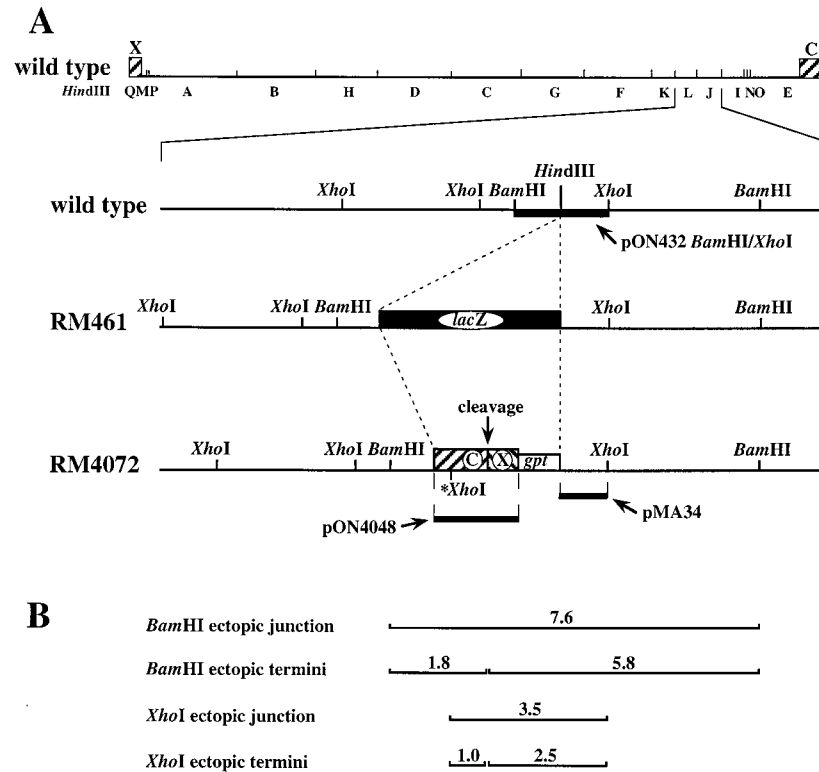 A
X
C
wild type
HindIII QMP A B H D C G F K L J I NO E
HindIII
XhoI XhoI BamHI XhoI BamHI
wild type
pON432 BamHI/XhoI
XhoI XhoI BamHI XhoI BamHI
RM461 lacZ
cleavage
XhoI XhoI BamHI XhoI BamHI
RM4072 C X gpt
*XhoI
pON4048 pMA34
B
BamHI ectopic junction 7.6
BamHI ectopic termini 1.8 5.8
XhoI ectopic junction 3.5
XhoI ectopic termini 1.0 2.5